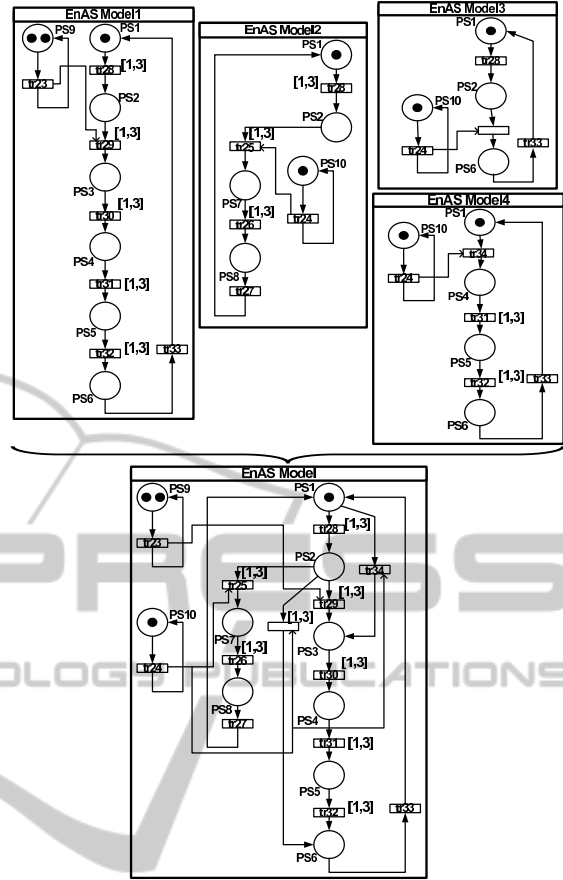 EnAS Model1
PS9
PS1
tr28
[1,3]
tr23
PS2
[1,3]
tr29
PS3
[1,3]
tr30
PS4
tr31
[1,3]
PS5
tr32
[1,3]
tr33
PS6
EnAS Model2
PS1
[1,3]
tr28
PS2
[1,3]
tr25
PS10
PS7
[1,3]
tr24
tr26
PS8
tr27
EnAS Model3
PS1
tr28
PS2
PS10
tr24
tr33
PS6
EnAS Model4
PS1
PS10
tr34
tr24
PS4
tr31
[1,3]
PS5
tr32
[1,3]
tr33
PS6
EnAS Model
PS9
PS1
tr28
[1,3]
tr23
PS2
[1,3]
tr34
tr25
[1,3]
tr29
PS10
[1,3]
PS7
PS3
[1,3]
tr26
[1,3]
tr24
tr30
PS8
PS4
tr27
tr31
[1,3]
PS5
tr32
[1,3]
tr33
PS6
PRESS
PUBLICATIONS